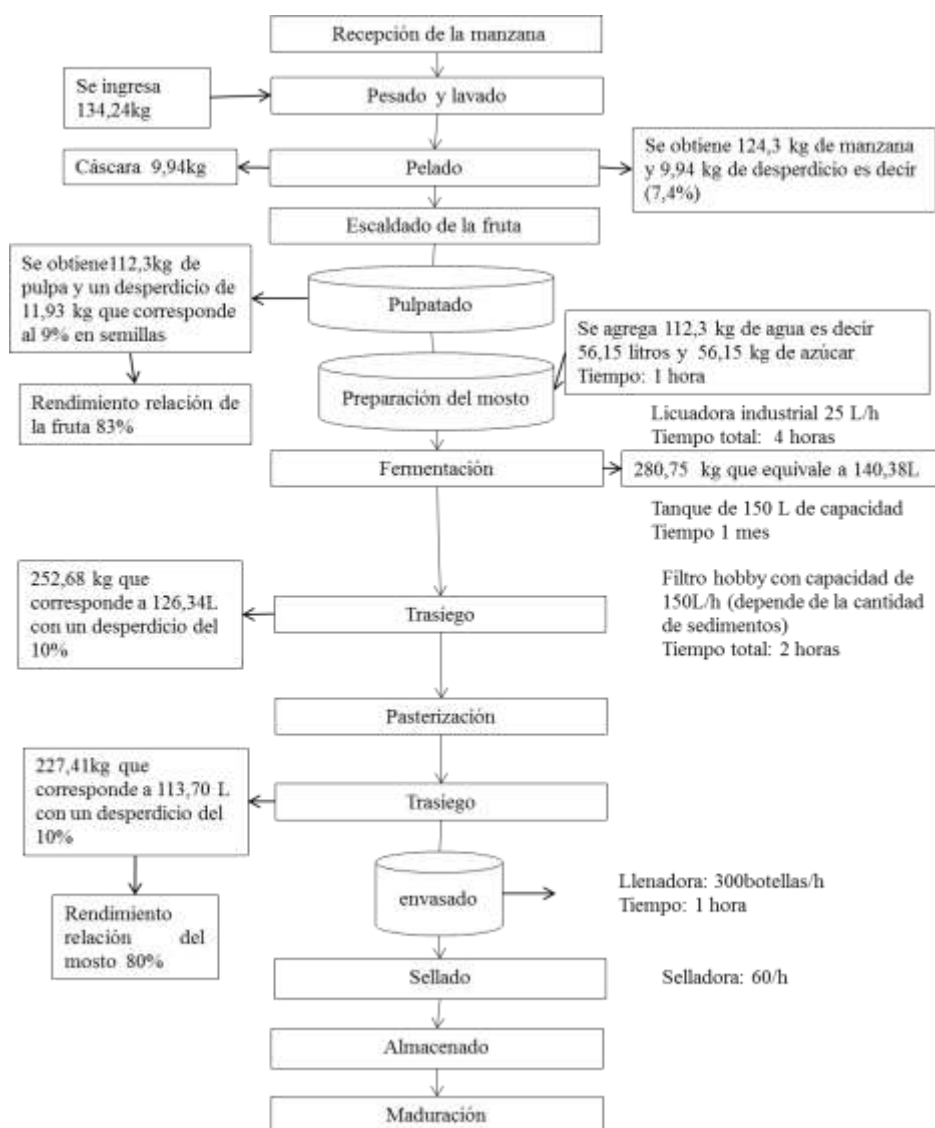 Recepción de la manzana
Se ingresa
134,24kg
Pesado y lavado
Cáscara 9,94kg
Pelado
Se obtiene 124,3 kg de manzana
y 9,94 kg de desperdicio es decir
(7,4%)
Escaldado de la fruta
Se obtiene112,3kg de
pulpa y un desperdicio de
11,93 kg que corresponde
al 9% en semillas
Pulpatado
Se agrega 112,3 kg de agua es decir
56,15 litros y 56,15 kg de azúcar
Tiempo: 1 hora
Rendimiento relación de
la fruta 83%
Preparación del mosto
Licuadora industrial 25 L/h
Tiempo total: 4 horas
Fermentación
280,75 kg que equivale a 140,38L
Tanque de 150 L de capacidad
Tiempo 1 mes
252,68 kg que
corresponde a 126,34L
con un desperdicio del
10%
Trasiego
Filtro hobby con capacidad de
150L/h (depende de la cantidad
de sedimentos)
Tiempo total: 2 horas
Pasterización
227,41kg que
corresponde a 113,70 L
con un desperdicio del
10%
Trasiego
envasado
Llenadora: 300botellas/h
Tiempo: 1 hora
Rendimiento
relación del
mosto 80%
Sellado
Selladora: 60/h
Almacenado
Maduración